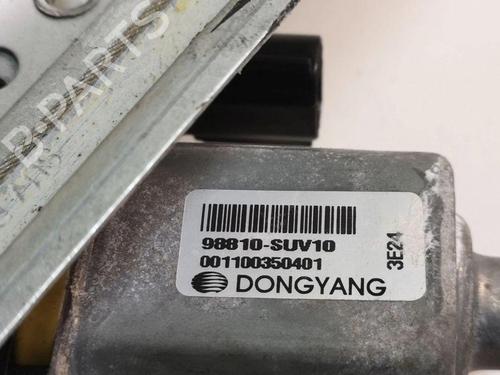 B-PARTS
98810-SUV10
001100350401
3E24
DONGYANG